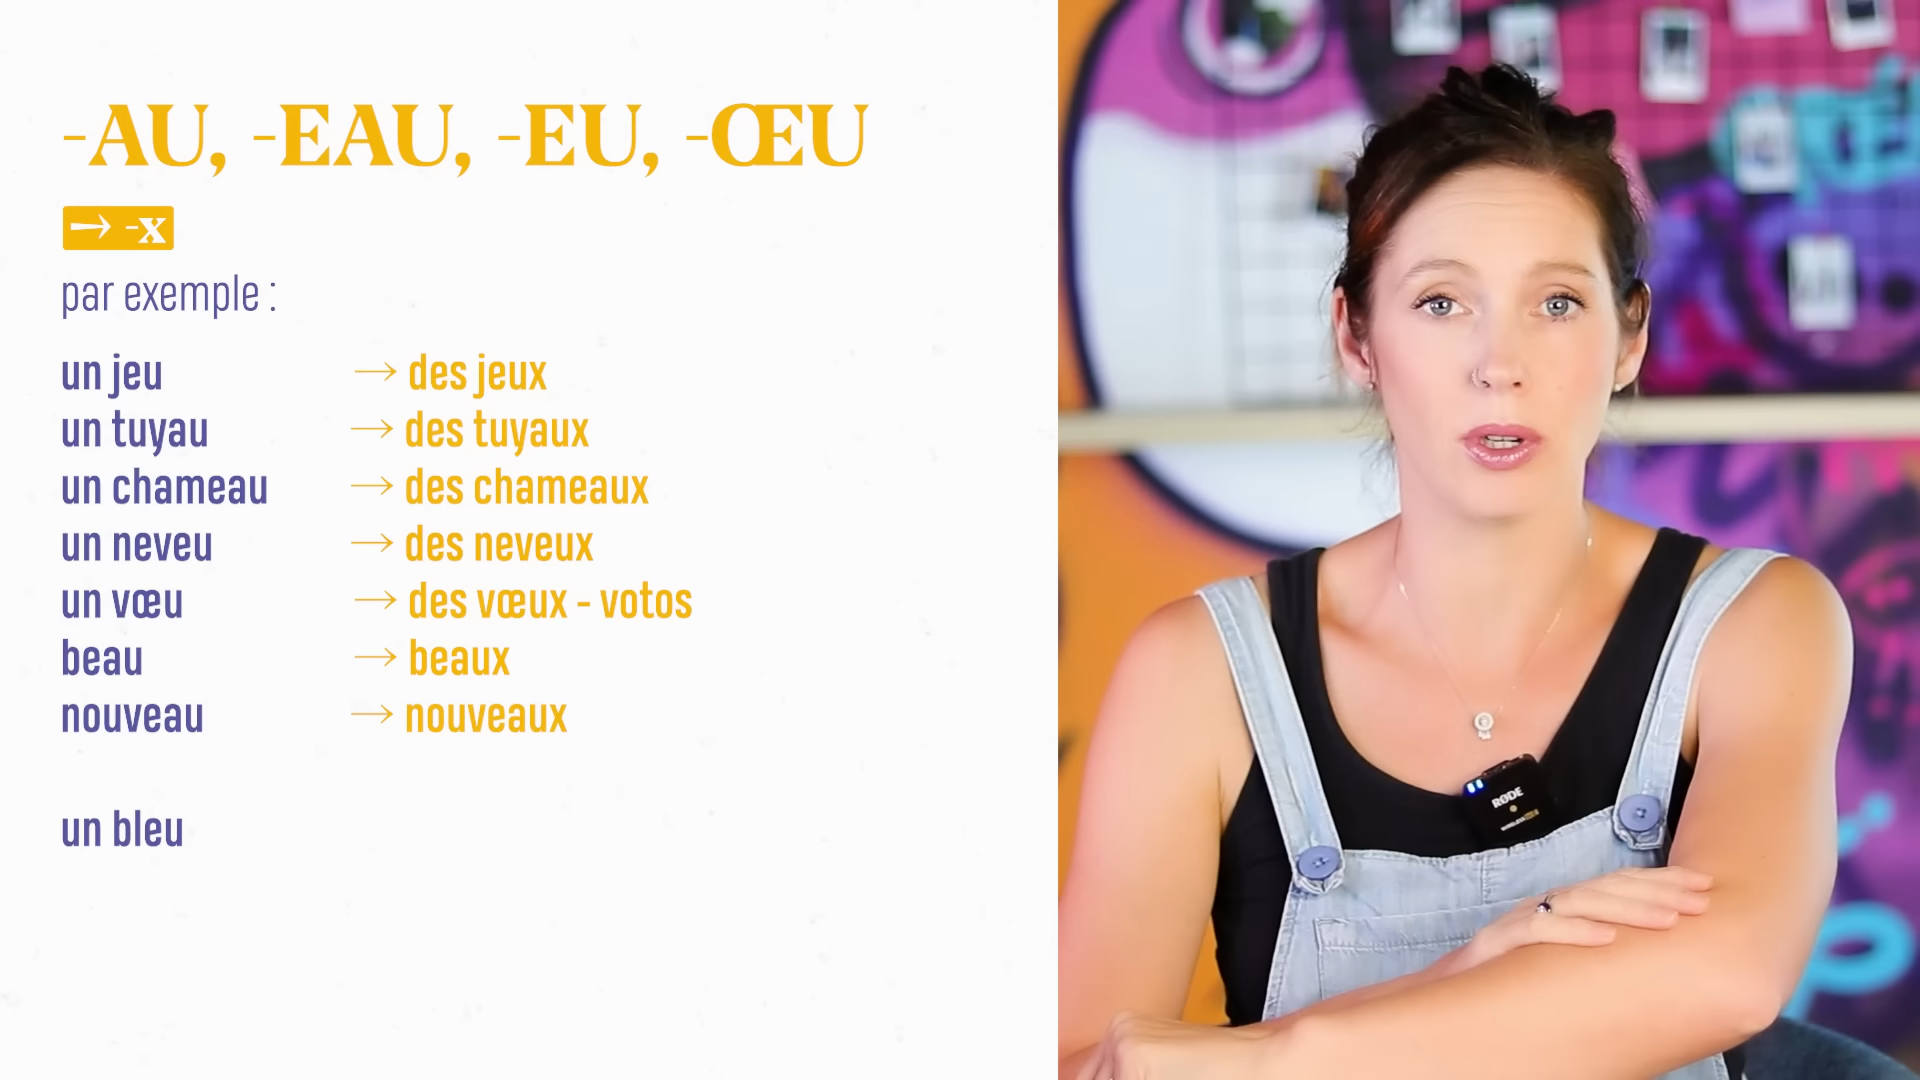 -AU, -EAU, -EU, -ŒU
→ -x
par exemple :
un jeu → des jeux
un tuyau → des tuyaux
un chameau → des chameaux
un neveu → des neveux
un vœu → des vœux - votos
beau → beaux
nouveau → nouveaux
un bleu
RØDE